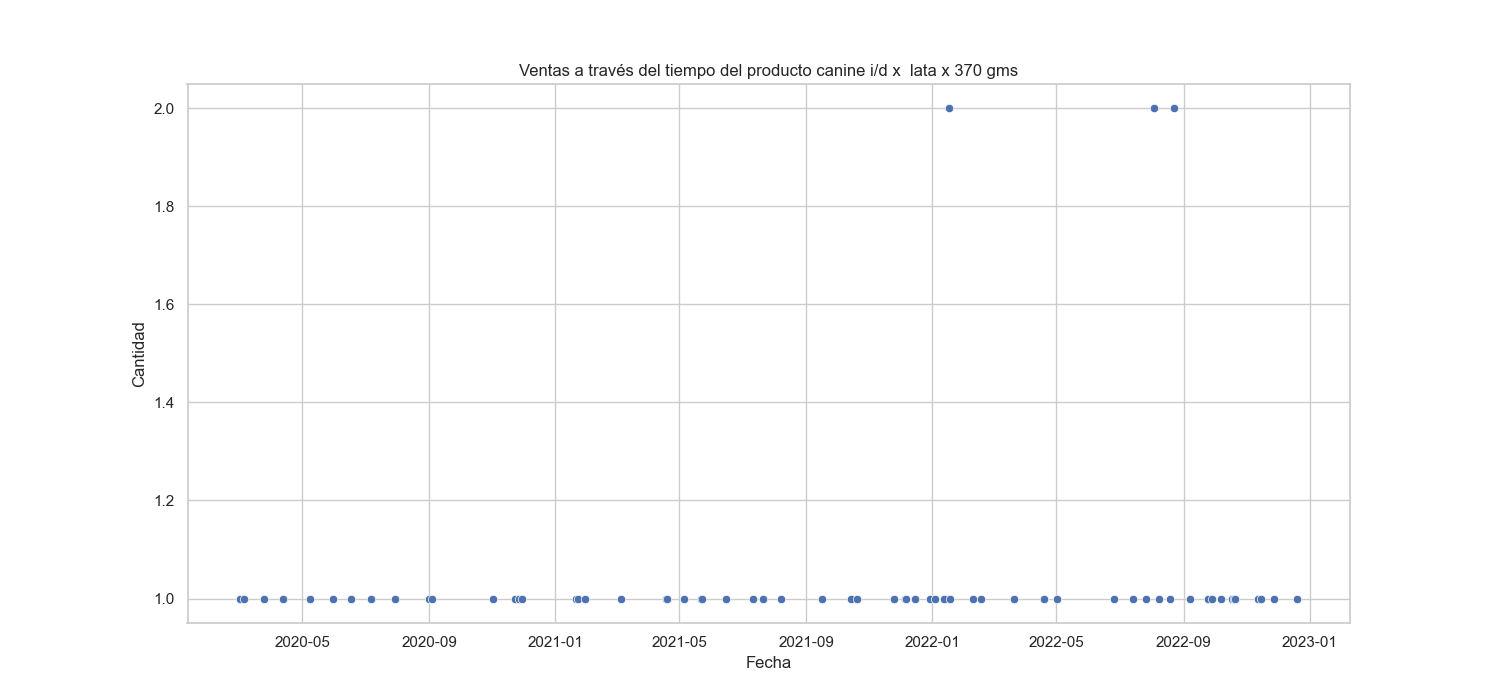 Ventas a través del tiempo del producto canine i/d x  lata x 370 gms
2.0
1.8
1.6
1.4
1.2
1.0
Cantidad
2020-05 2020-09 2021-01 2021-05 2021-09 2022-01 2022-05 2022-09 2023-01
Fecha